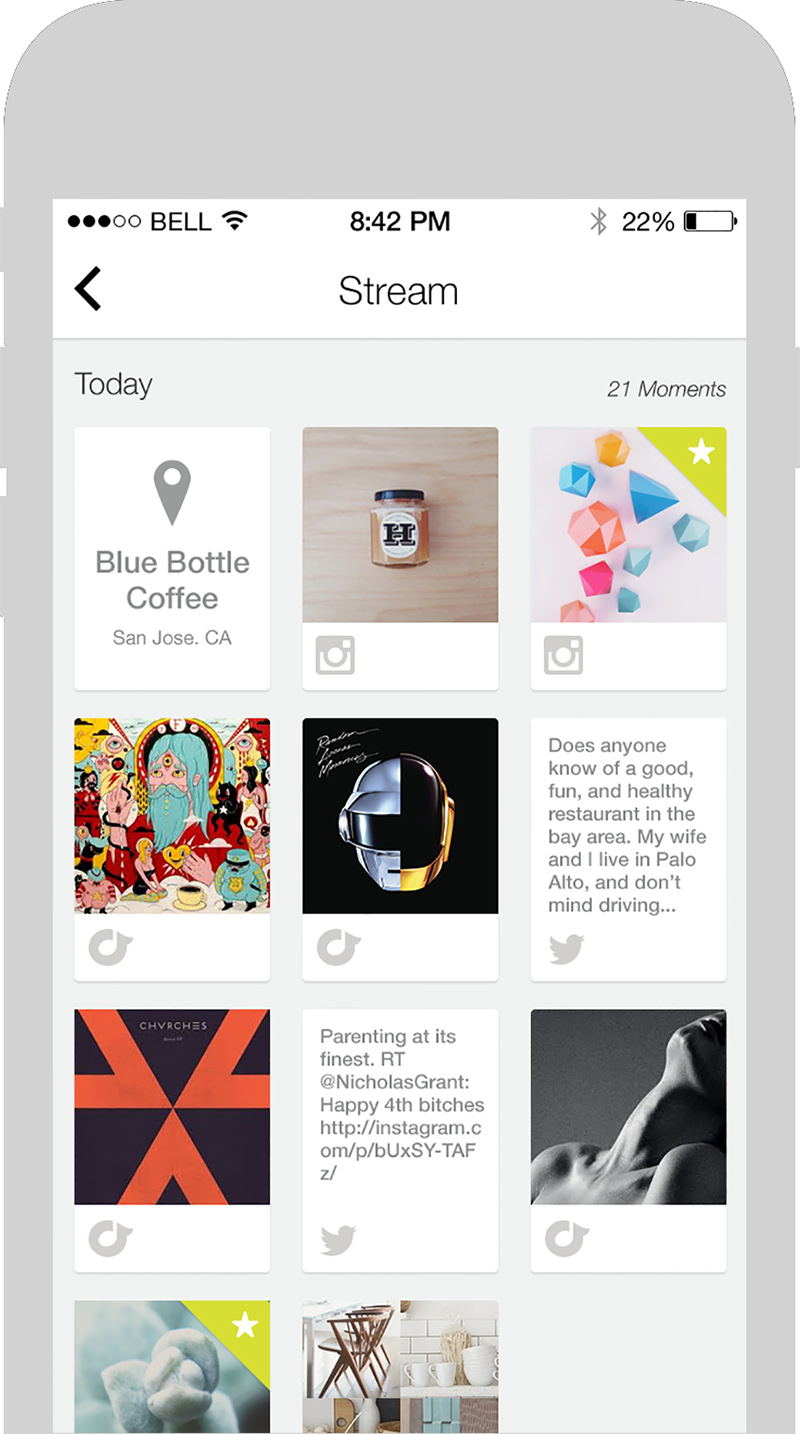 BELL 8:42 PM 22%
Stream
Today
21 Moments
Blue Bottle
Coffee
San Jose. CA
H
Random
Access
Memories
Does anyone
know of a good,
fun, and healthy
restaurant in the
bay area. My wife
and I live in Palo
Alto, and don't
mind driving...
CHVRCHES
Parenting at its
finest. RT
@NicholasGrant:
Happy 4th bitches
http://instagram.c
om/p/bUxSY-TAF
z/